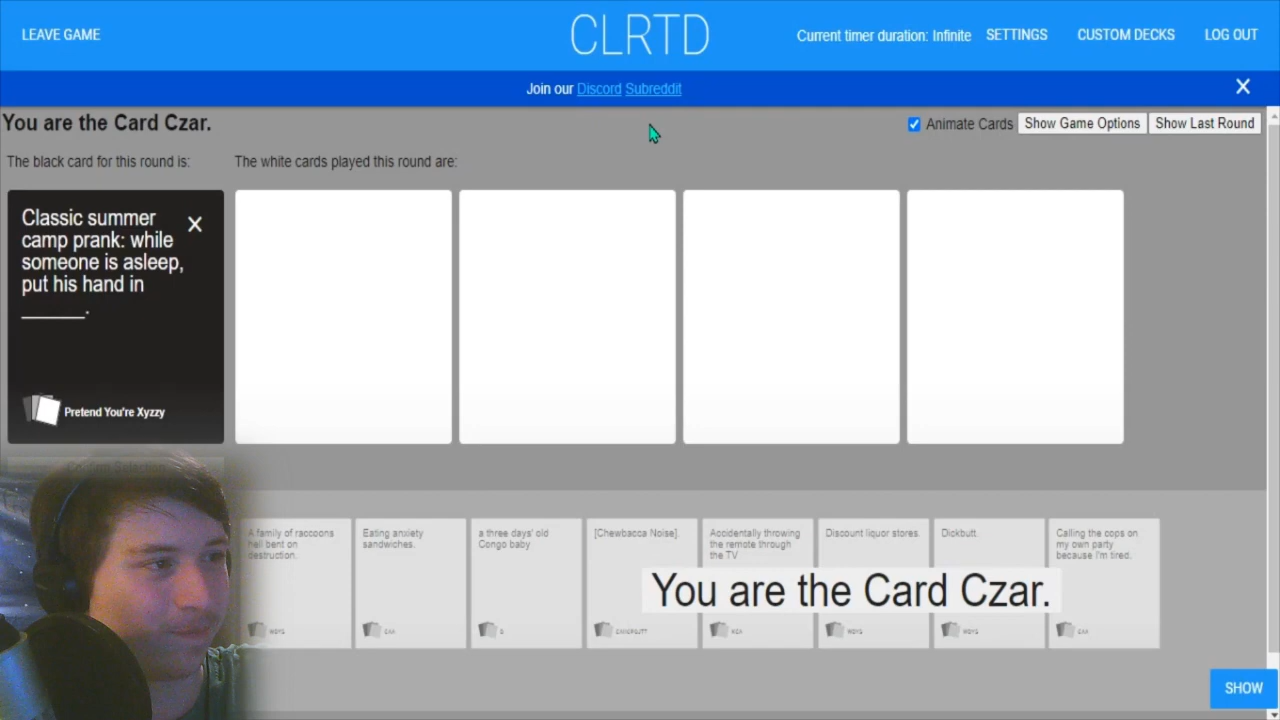 LEAVE GAME
CLRTD
Current timer duration: Infinite
SETTINGS
CUSTOM DECKS
LOG OUT
Join our Discord Subreddit
X
You are the Card Czar.
Animate Cards
Show Game Options
Show Last Round
The black card for this round is:
The white cards played this round are:
Classic summer
camp prank: while
someone is asleep,
put his hand in
______.
X
Pretend You're Xyzzy
Confirm Selection
A family of raccoons
hell bent on
destruction.
Eating anxiety
sandwiches.
a three days' old
Congo baby
[Chewbacca Noise].
Accidentally throwing
the remote through
the TV
Discount liquor stores.
Dickbutt.
Calling the cops on
my own party
because I'm tired.
You are the Card Czar.
SHOW